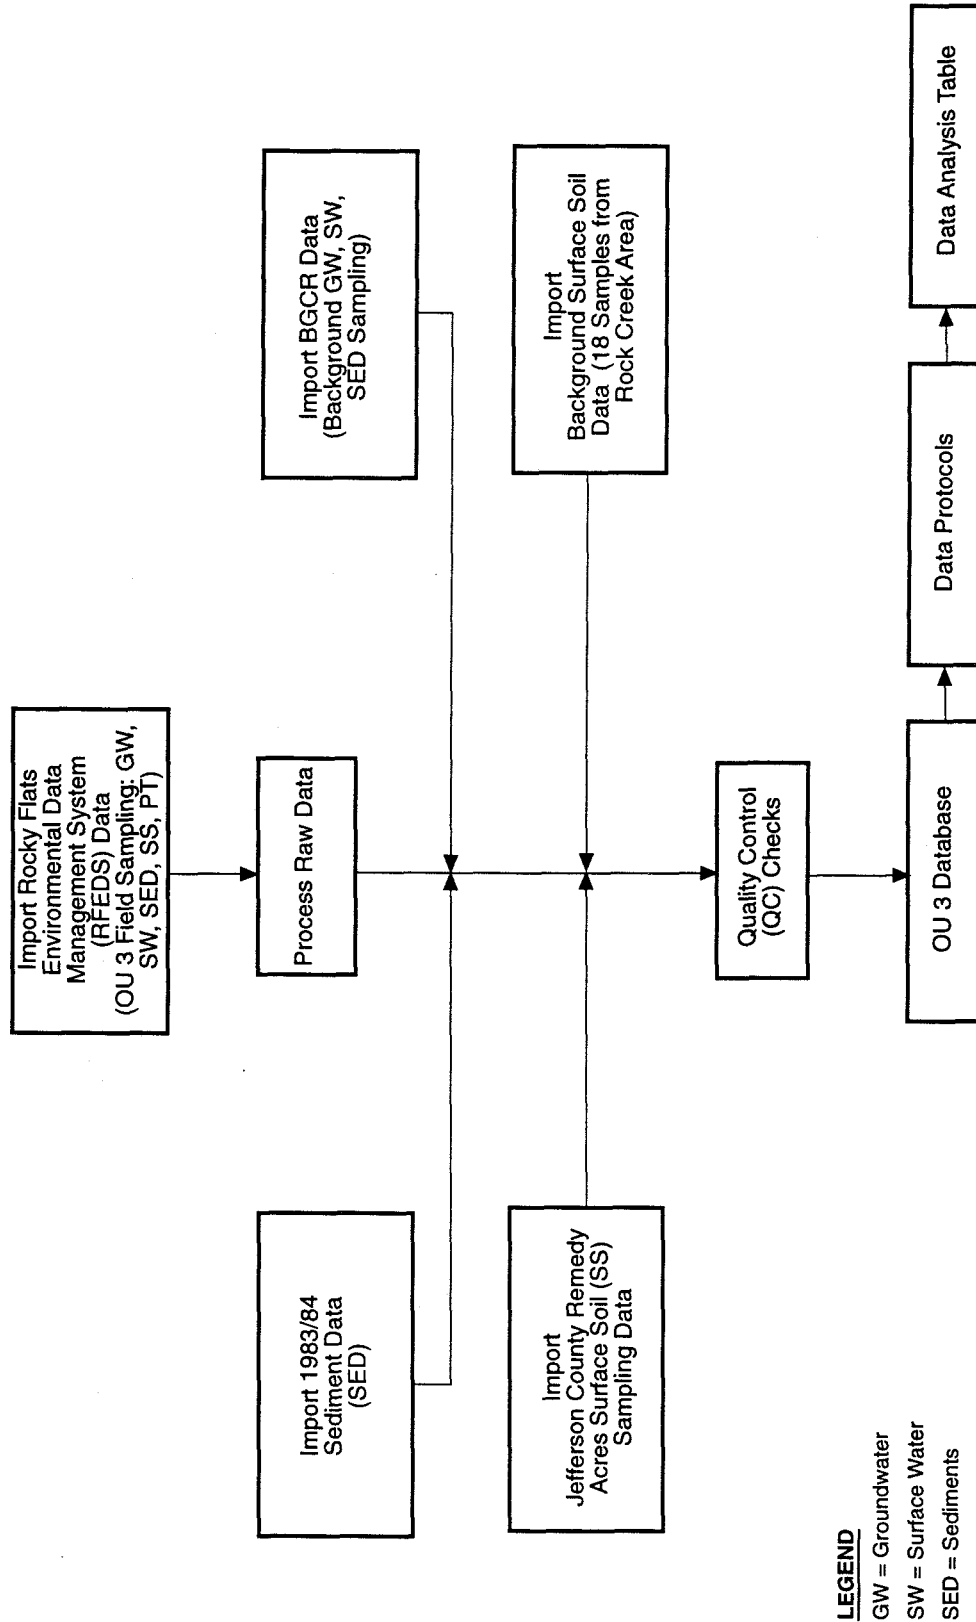 Import Rocky Flats
Environmental Data
Management System
(RFEDS) Data
(OU 3 Field Sampling: GW,
SW, SED, SS, PT)
Import 1983/84
Sediment Data
(SED)
Process Raw Data
Import BGCR Data
(Background GW, SW,
SED Sampling)
Import
Jefferson County Remedy
Acres Surface Soil (SS)
Sampling Data
Import
Background Surface Soil
Data (18 Samples from
Rock Creek Area)
Quality Control
(QC) Checks
OU 3 Database
Data Protocols
Data Analysis Table
LEGEND
GW = Groundwater
SW = Surface Water
SED = Sediments